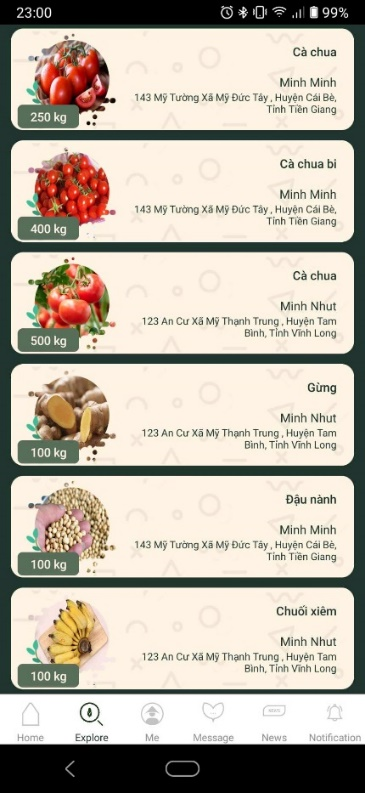 23:00
99%
Cà chua
Minh Minh
143 Mỹ Tường Xã Mỹ Đức Tây , Huyện Cái Bè,
Tỉnh Tiền Giang
250 kg
Cà chua bi
Minh Minh
143 Mỹ Tường Xã Mỹ Đức Tây , Huyện Cái Bè,
Tỉnh Tiền Giang
400 kg
Cà chua
Minh Nhut
123 An Cư Xã Mỹ Thạnh Trung , Huyện Tam
Bình, Tỉnh Vĩnh Long
500 kg
Gừng
Minh Nhut
123 An Cư Xã Mỹ Thạnh Trung , Huyện Tam
Bình, Tỉnh Vĩnh Long
100 kg
Đậu nành
Minh Minh
143 Mỹ Tường Xã Mỹ Đức Tây , Huyện Cái Bè,
Tỉnh Tiền Giang
100 kg
Chuối xiêm
Minh Nhut
123 An Cư Xã Mỹ Thạnh Trung , Huyện Tam
Bình, Tỉnh Vĩnh Long
100 kg
Home
Explore
Me
Message
News
Notification